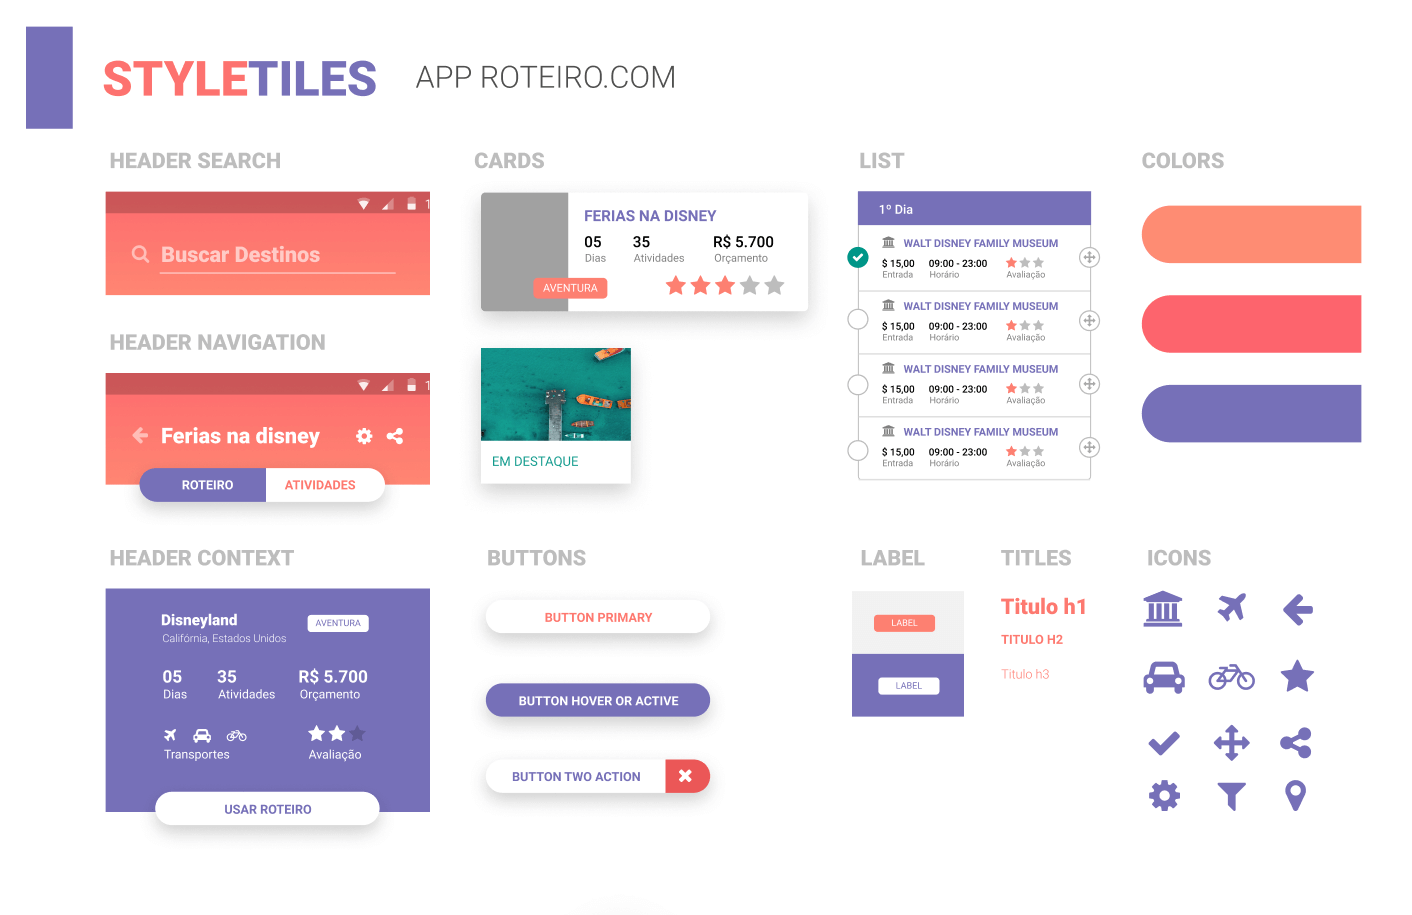 STYLETILES
APP ROTEIRO.COM
HEADER SEARCH
Buscar Destinos
HEADER NAVIGATION
Ferias na disney
ROTEIRO
ATIVIDADES
HEADER CONTEXT
Disneyland
AVENTURA
Califórnia, Estados Unidos
05
35
R$ 5.700
Dias
Atividades
Orçamento
Transportes
Avaliação
USAR ROTEIRO
CARDS
FERIAS NA DISNEY
05
35
R$ 5.700
Dias
Atividades
Orçamento
AVENTURA
EM DESTAQUE
BUTTONS
BUTTON PRIMARY
BUTTON HOVER OR ACTIVE
BUTTON TWO ACTION
LIST
1º Dia
WALT DISNEY FAMILY MUSEUM
$ 15,00
09:00 - 23:00
Entrada
Horário
Avaliação
WALT DISNEY FAMILY MUSEUM
$ 15,00
09:00 - 23:00
Entrada
Horário
Avaliação
WALT DISNEY FAMILY MUSEUM
$ 15,00
09:00 - 23:00
Entrada
Horário
Avaliação
WALT DISNEY FAMILY MUSEUM
$ 15,00
09:00 - 23:00
Entrada
Horário
Avaliação
LABEL
LABEL
LABEL
TITLES
Titulo h1
TITULO H2
Titulo h3
COLORS
ICONS